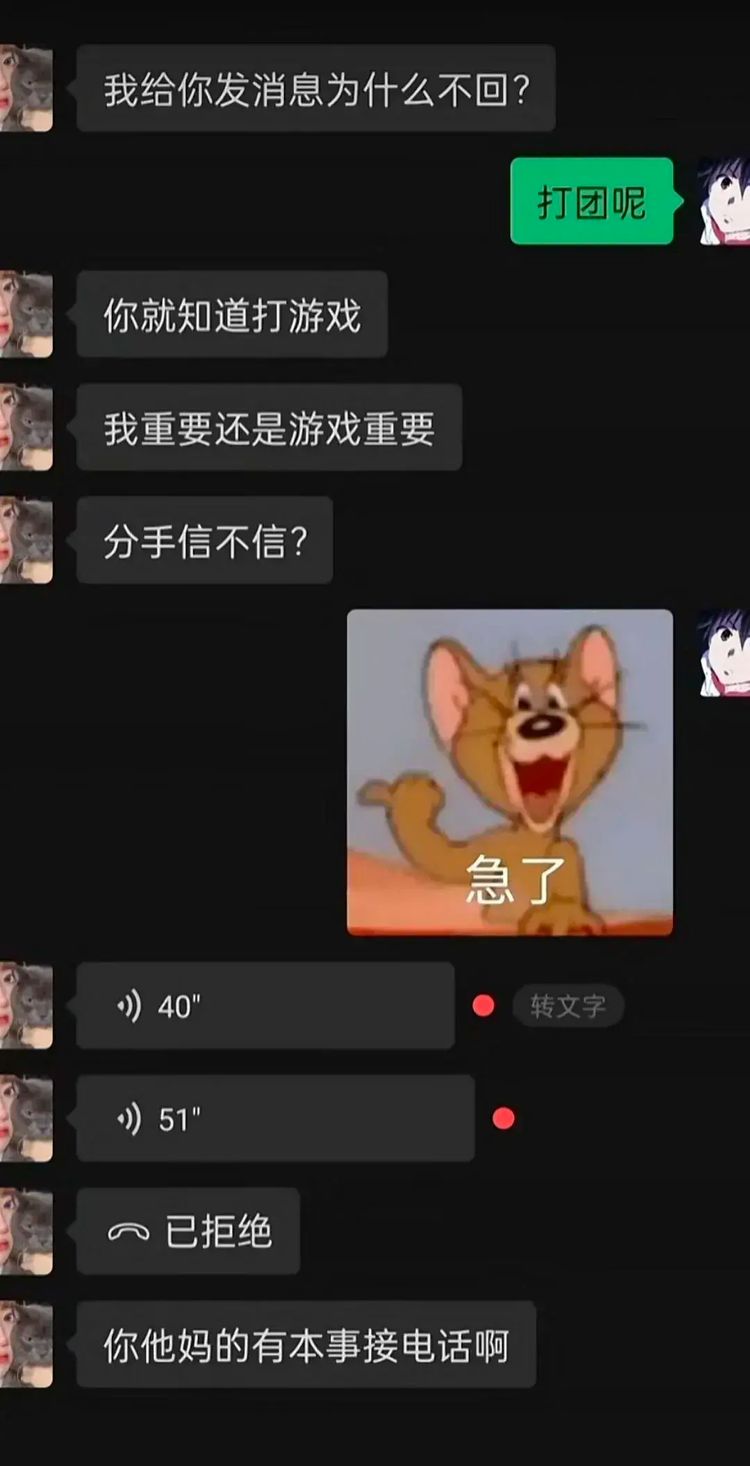 我给你发消息为什么不回？
打团呢
你就知道打游戏
我重要还是游戏重要
分手信不信？
急了
40"
转文字
51"
已拒绝
你他妈的有本事接电话啊